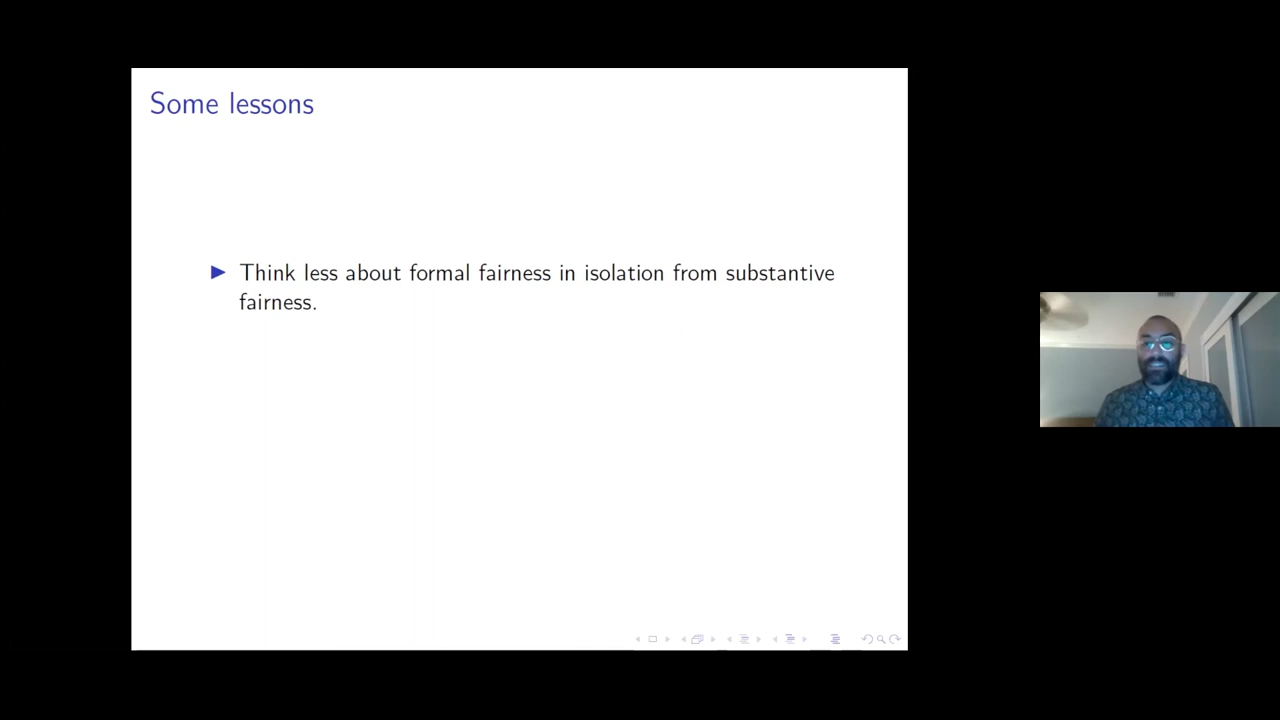 Some lessons
Think less about formal fairness in isolation from substantive
fairness.